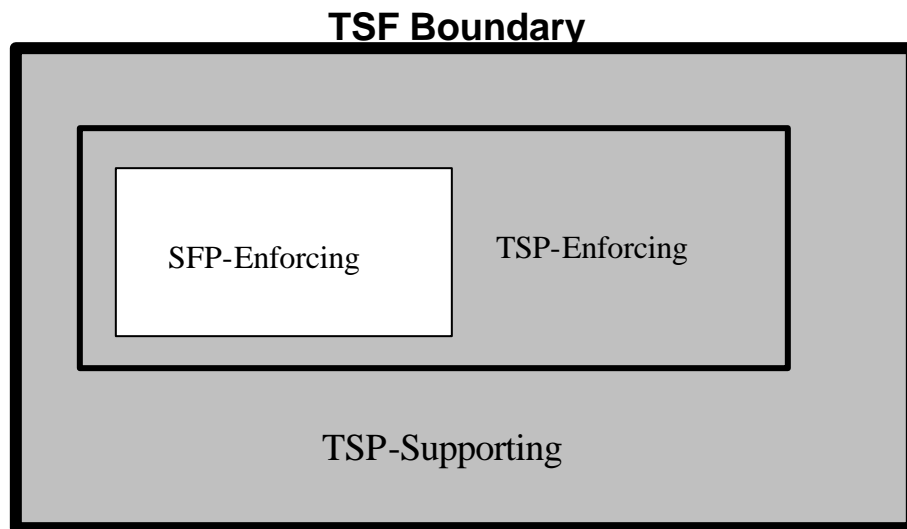 TSF Boundary
SFP-Enforcing
TSP-Enforcing
TSP-Supporting